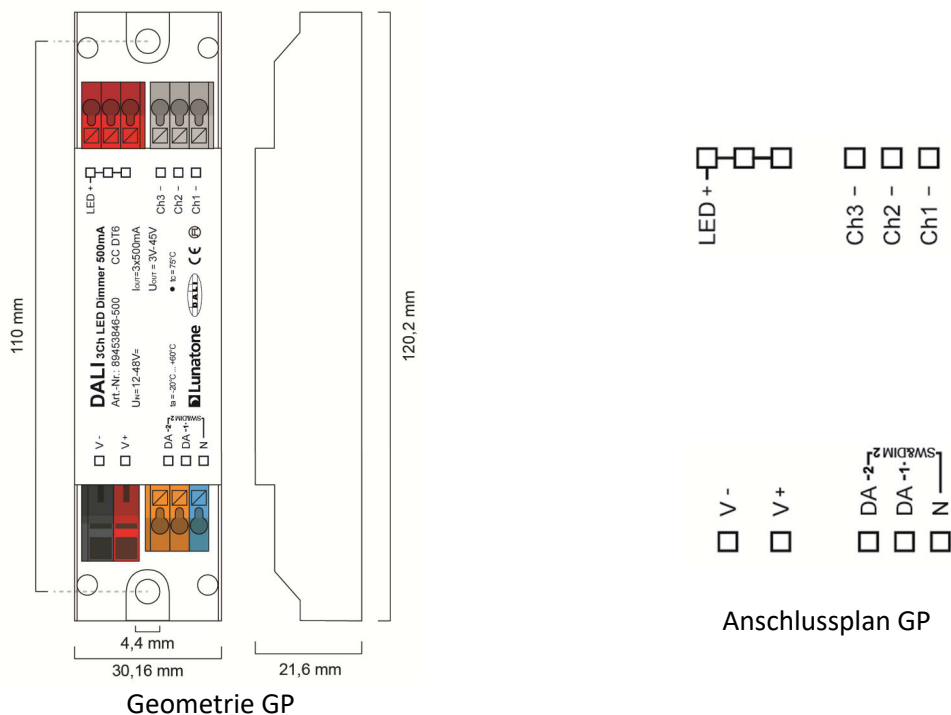 110 mm
LED +
Ch3 -
Ch2 -
Ch1 -
DALI 3Ch LED Dimmer 500mA
Art.-Nr.: 89453846-500
CC DT6
UIN=12-48V=
IOUT=3x500mA
UOUT = 3V-45V
ta = -20°C ... +60°C
tc = 75°C
Lunatone
DALI
CE
V -
V +
DA -2-
DA -1-
N
SW&DIM 2
4,4 mm
30,16 mm
Geometrie GP
21,6 mm
120,2 mm
LED +
Ch3 -
Ch2 -
Ch1 -
V -
V +
DA -2-
DA -1-
N
SW&DIM 2
Anschlussplan GP